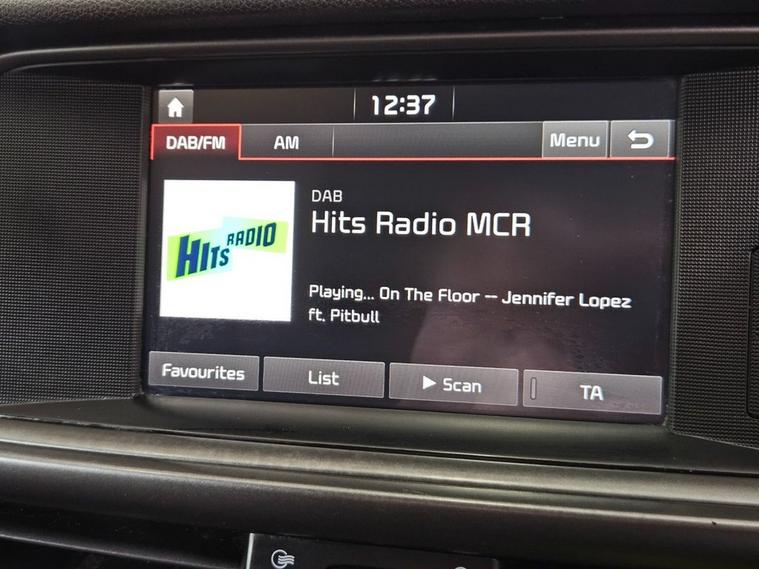 12:37
DAB/FM
AM
Menu
DAB
Hits Radio MCR
HITS RADIO
Playing... On The Floor -- Jennifer Lopez
ft. Pitbull
Favourites
List
Scan
TA